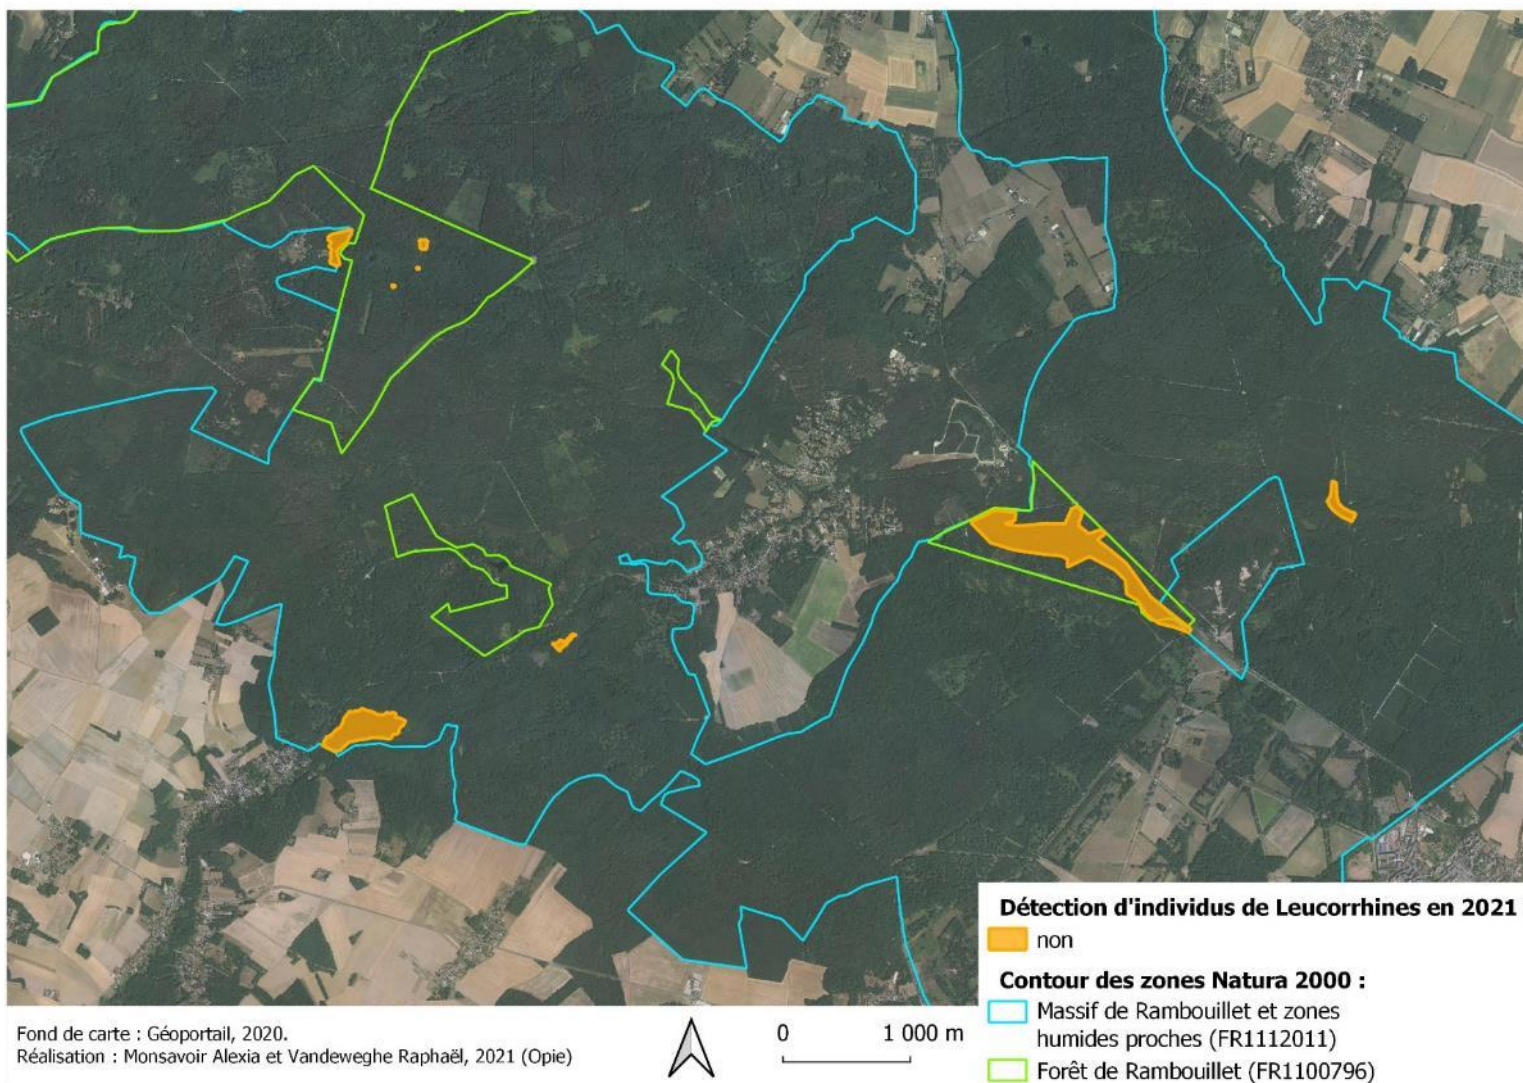 Détection d'individus de Leucorrhines en 2021
non
Contour des zones Natura 2000 :
Massif de Rambouillet et zones
humides proches (FR1112011)
Forêt de Rambouillet (FR1100796)
Fond de carte : Géoportail, 2020.
Réalisation : Monsavoir Alexia et Vandeweghe Raphaël, 2021 (Opie)
0 1 000 m